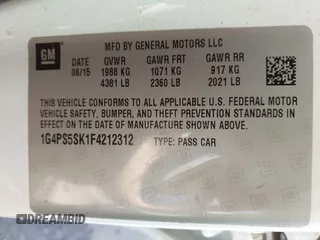 GM
MFD BY GENERAL MOTORS LLC
DATE GVWR GAWR FRT GAWR RR
06/15 1988 KG 1071 KG 917 KG
4381 LB 2360 LB 2021 LB
THIS VEHICLE CONFORMS TO ALL APPLICABLE U.S. FEDERAL MOTOR
VEHICLE SAFETY, BUMPER, AND THEFT PREVENTION STANDARDS IN
EFFECT ON THE DATE OF MANUFACTURE SHOWN ABOVE.
1G4PS5SK1F4212312 TYPE: PASS CAR
DREAMBID